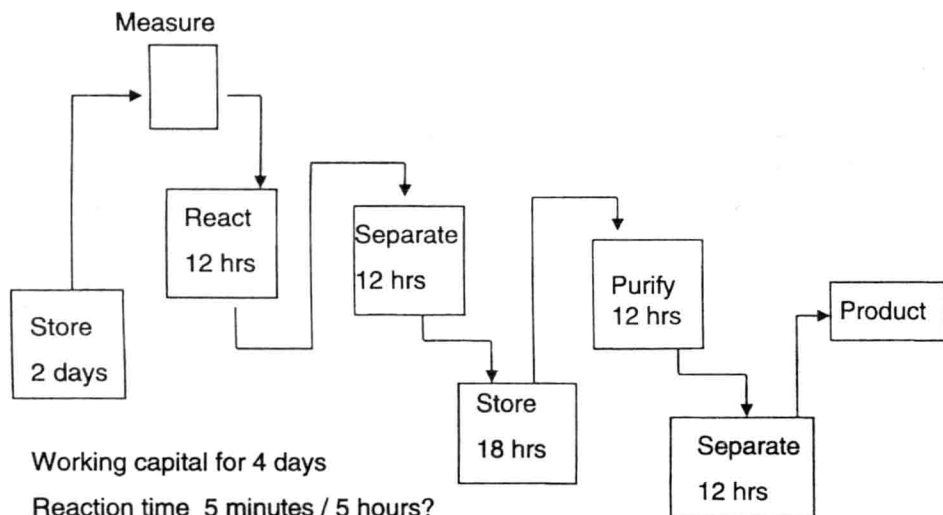 Measure
React
12 hrs
Separate
12 hrs
Store
2 days
Store
18 hrs
Purify
12 hrs
Separate
12 hrs
Product
Working capital for 4 days
Reaction time 5 minutes / 5 hours?